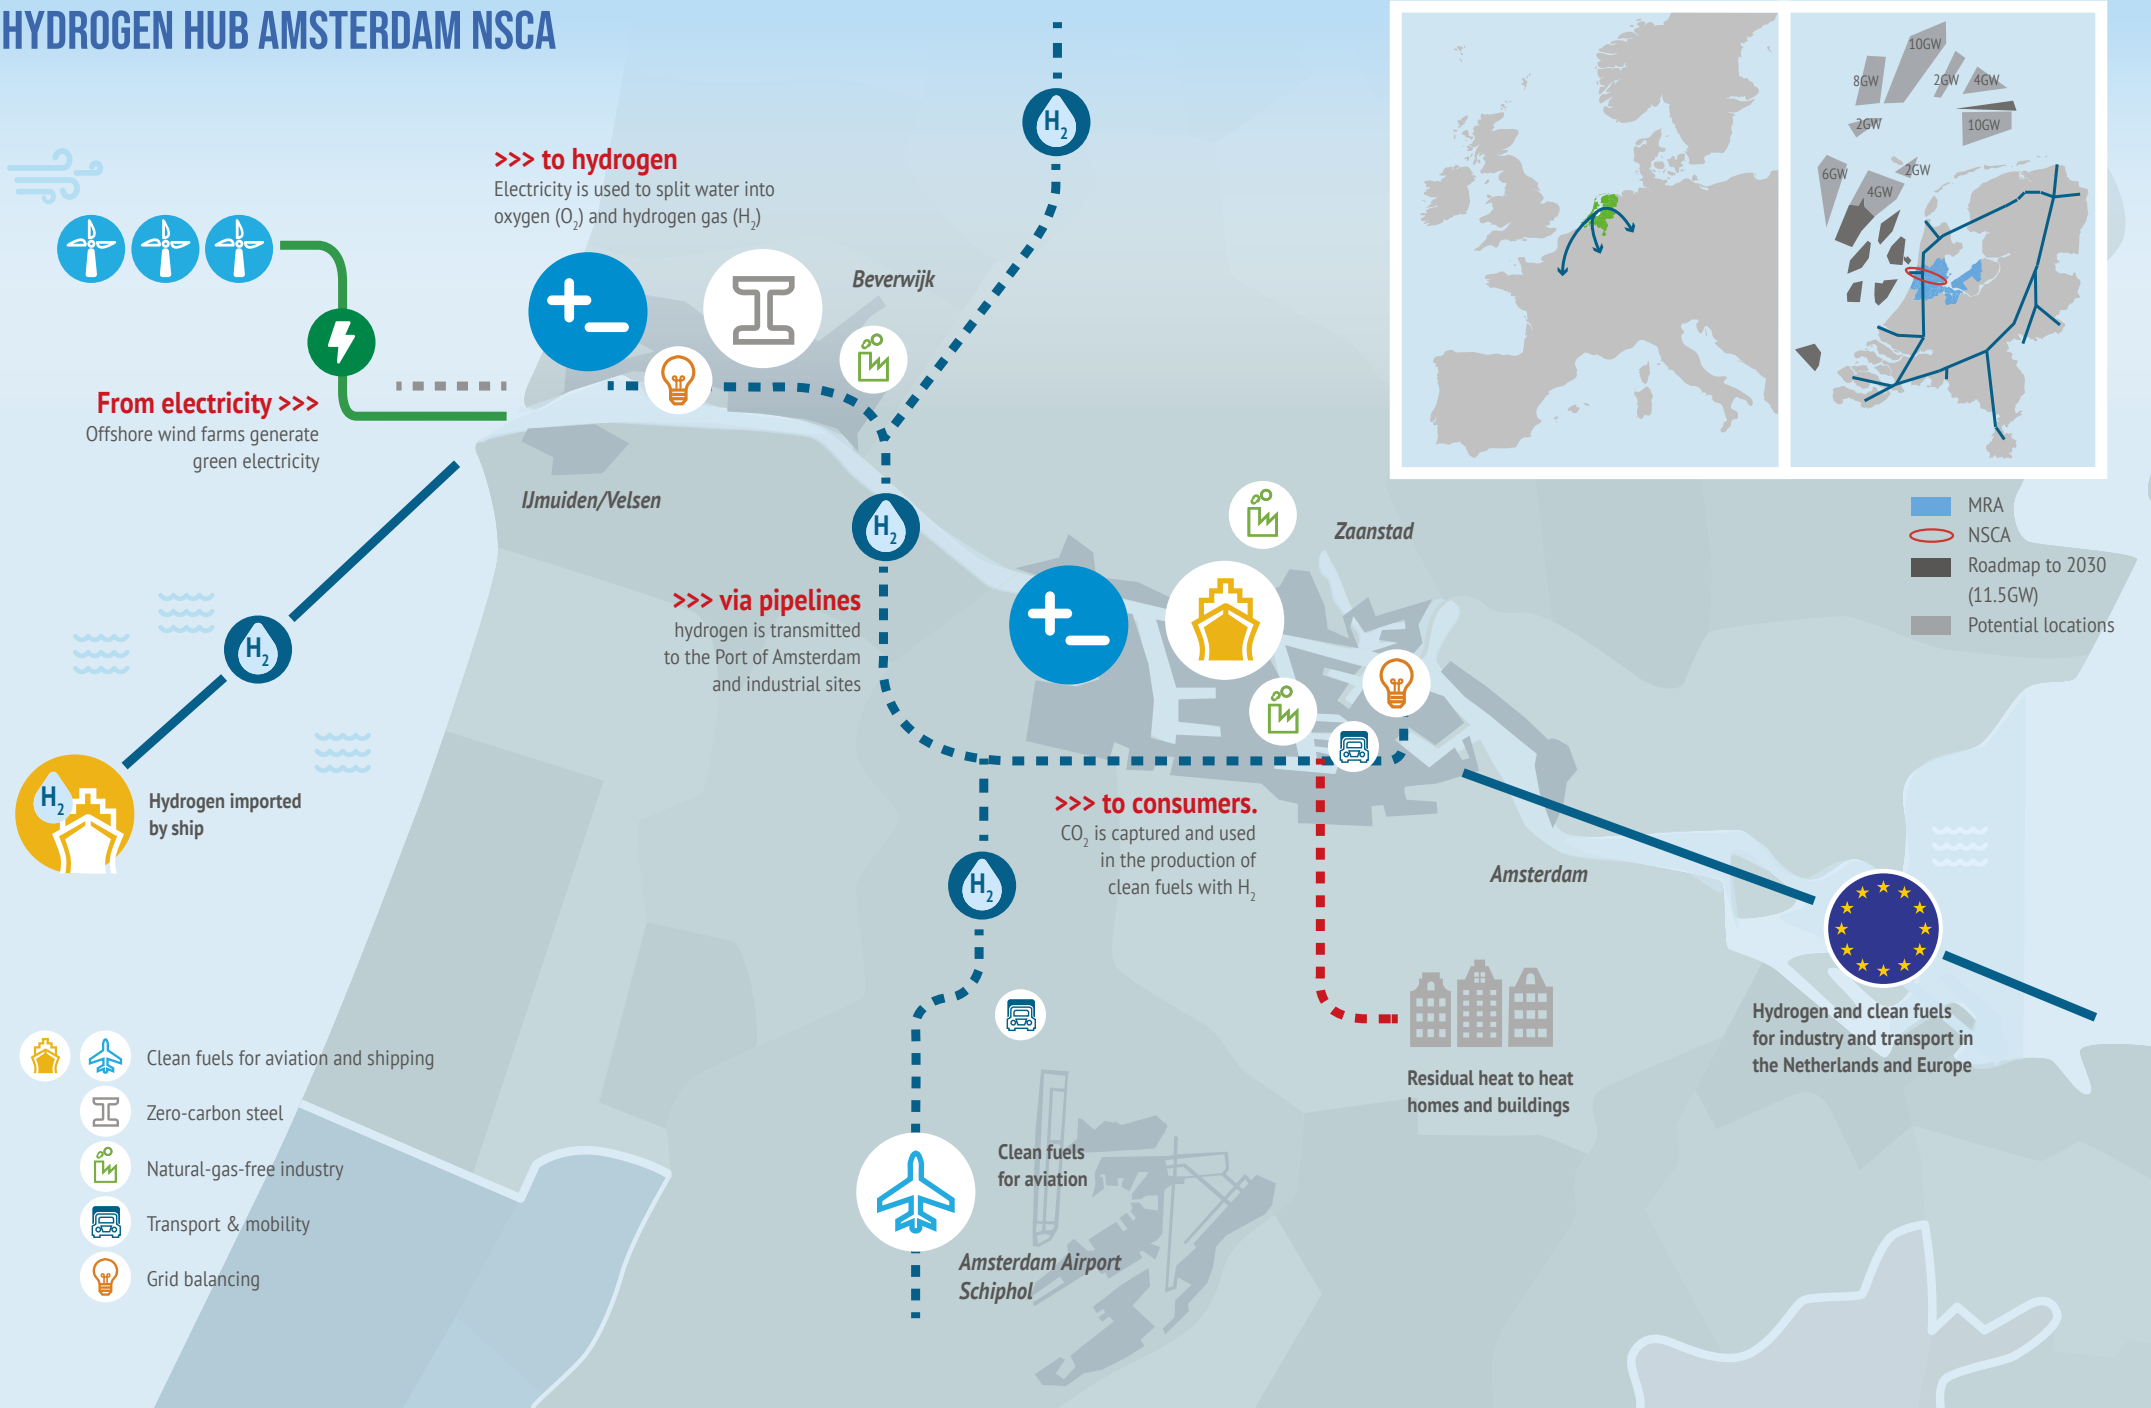 HYDROGEN HUB AMSTERDAM NSCA
>>> to hydrogen
Electricity is used to split water into
oxygen (O₂) and hydrogen gas (H₂)
H₂
Beverwijk
From electricity >>>
Offshore wind farms generate
green electricity
IJmuiden/Velsen
H₂
Zaanstad
>>> via pipelines
hydrogen is transmitted
to the Port of Amsterdam
and industrial sites
H₂
H₂
Hydrogen imported
by ship
>>> to consumers.
CO₂ is captured and used
in the production of
clean fuels with H₂
H₂
Amsterdam
Hydrogen and clean fuels
for industry and transport in
the Netherlands and Europe
Residual heat to heat
homes and buildings
Clean fuels
for aviation
Amsterdam Airport
Schiphol
Clean fuels for aviation and shipping
Zero-carbon steel
Natural-gas-free industry
Transport & mobility
Grid balancing
10GW
8GW
2GW
4GW
2GW
10GW
6GW
2GW
4GW
MRA
NSCA
Roadmap to 2030
(11.5GW)
Potential locations